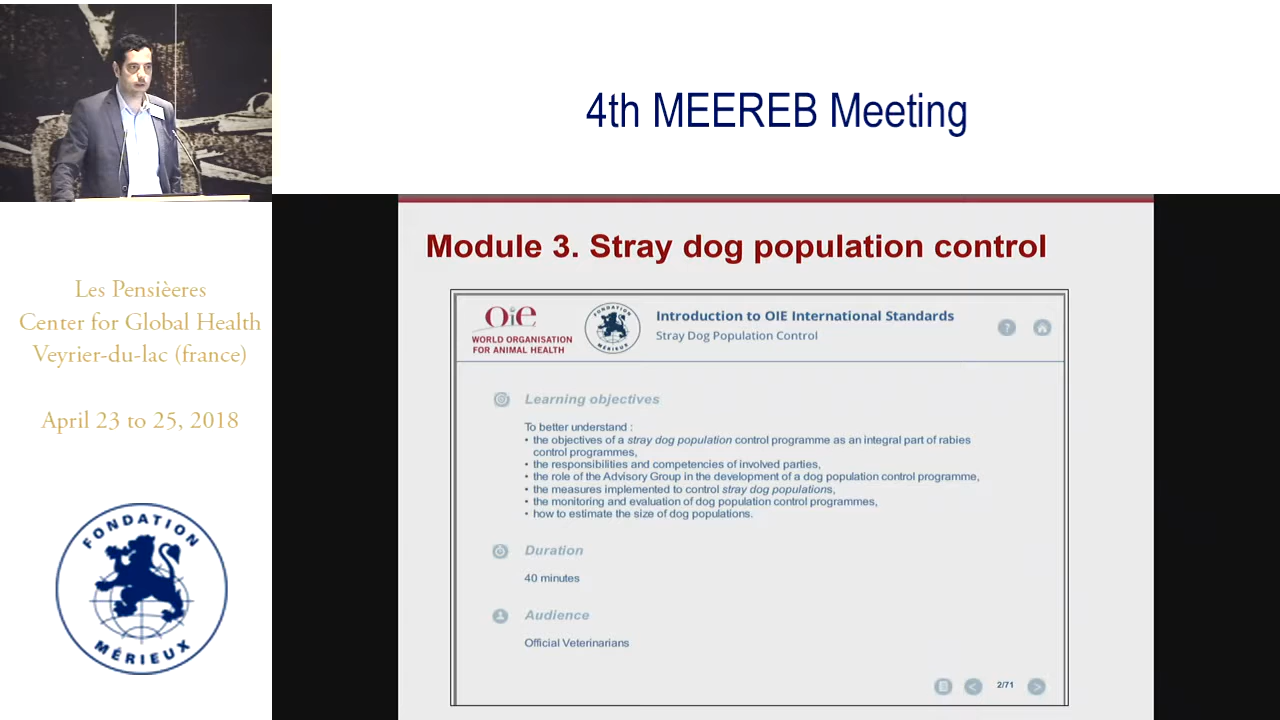 4th MEEREB Meeting
Les Pensièeres
Center for Global Health
Veyrier-du-lac (france)
April 23 to 25, 2018
FONDATION
MÉRIEUX
Module 3. Stray dog population control
OiE
WORLD ORGANISATION
FOR ANIMAL HEALTH
FONDATION
MÉRIEUX
Introduction to OIE International Standards
Stray Dog Population Control
?
Learning objectives
To better understand :
• the objectives of a stray dog population control programme as an integral part of rabies
control programmes,
• the responsibilities and competencies of involved parties,
• the role of the Advisory Group in the development of a dog population control programme,
• the measures implemented to control stray dog populations,
• the monitoring and evaluation of dog population control programmes,
• how to estimate the size of dog populations.
Duration
40 minutes
Audience
Official Veterinarians
< 2/71 >